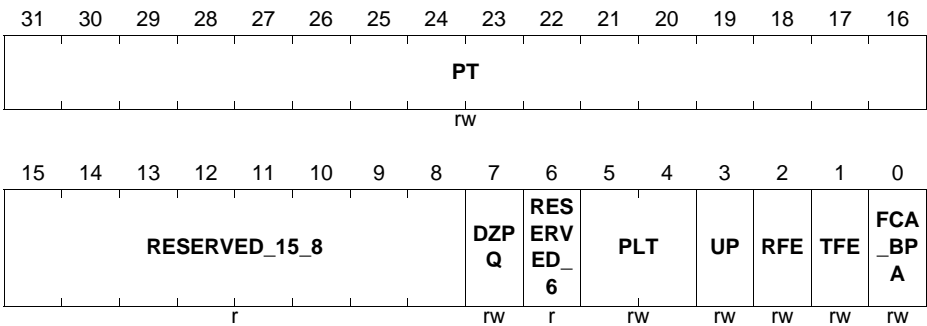 31 30 29 28 27 26 25 24 23 22 21 20 19 18 17 16
PT
rw
15 14 13 12 11 10 9 8 7 6 5 4 3 2 1 0
RESERVED_15_8
DZP
Q
RES
ERV
ED_
6
PLT
UP
RFE
TFE
FCA
_BP
A
r rw r rw rw rw rw rw